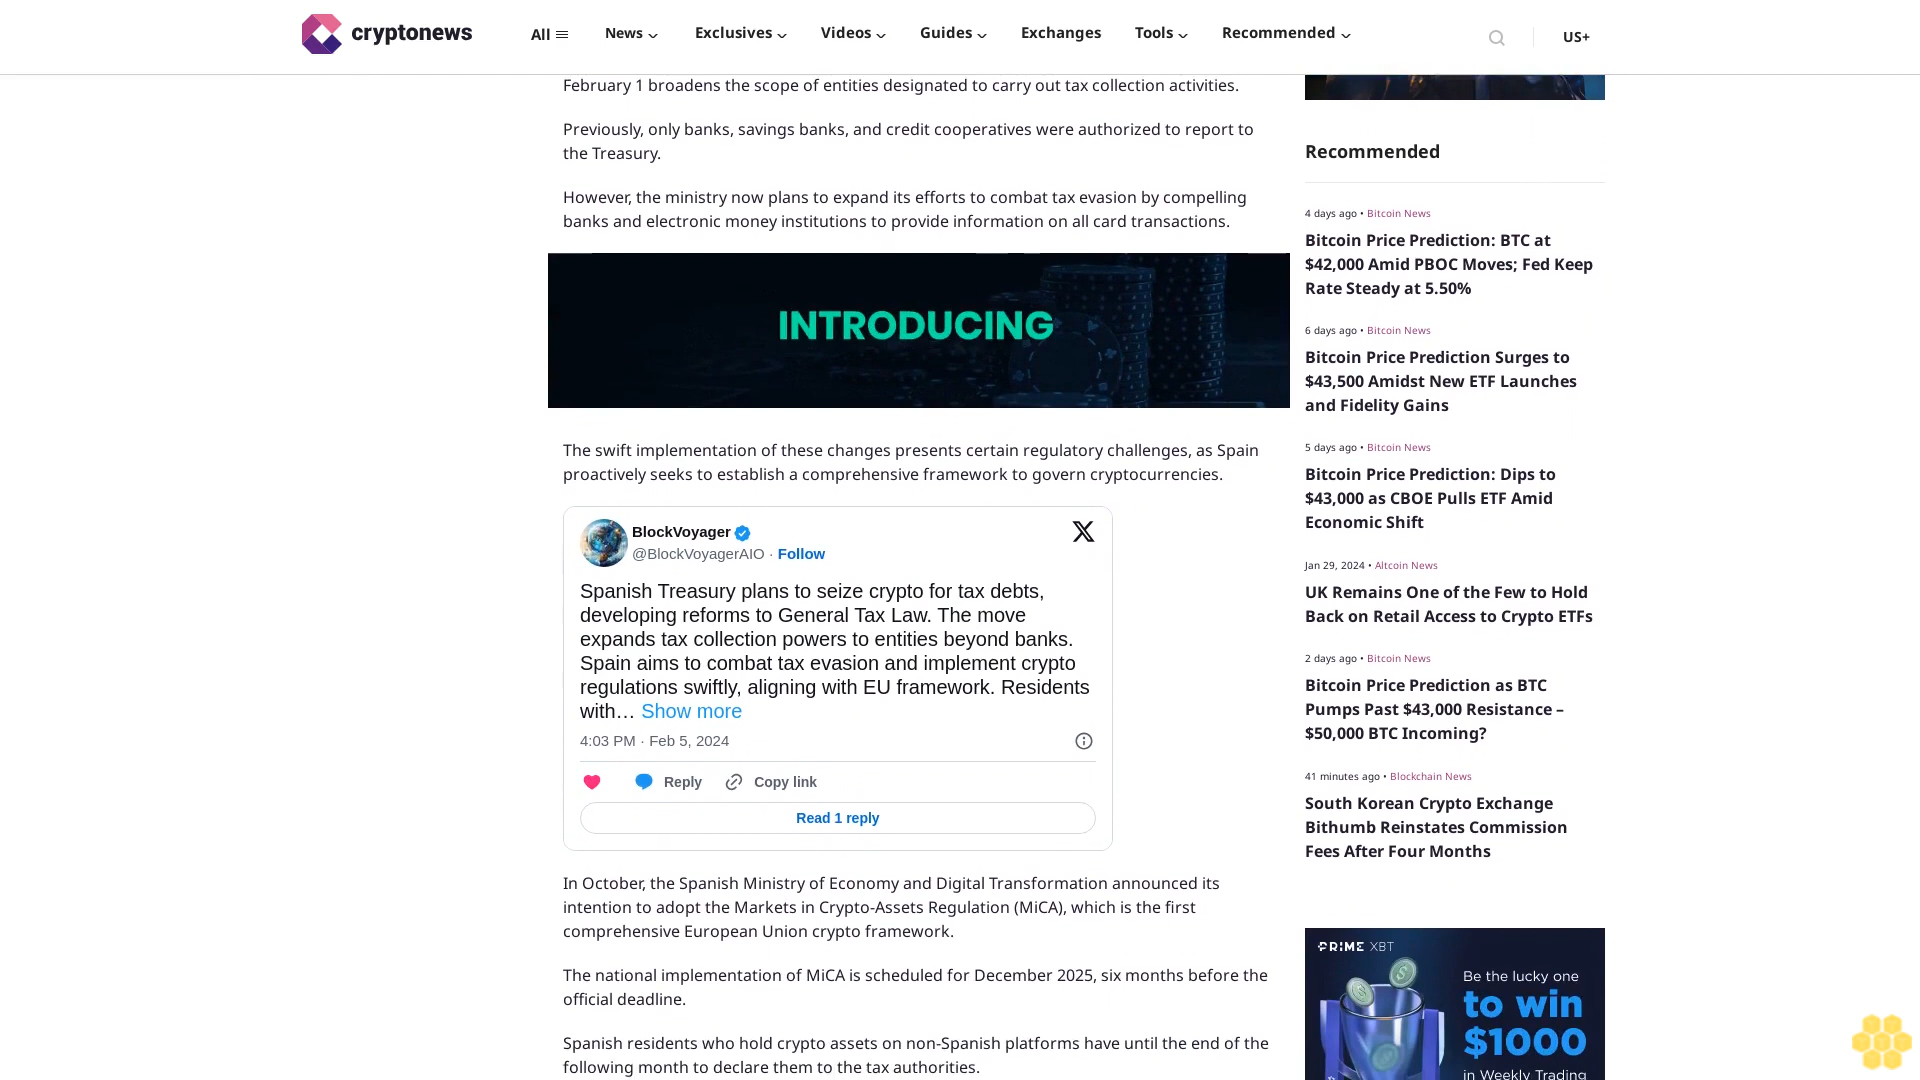 cryptonews
All
News
Exclusives
Videos
Guides
Exchanges
Tools
Recommended
US+
February 1 broadens the scope of entities designated to carry out tax collection activities.
Previously, only banks, savings banks, and credit cooperatives were authorized to report to
the Treasury.
However, the ministry now plans to expand its efforts to combat tax evasion by compelling
banks and electronic money institutions to provide information on all card transactions.
INTRODUCING
The swift implementation of these changes presents certain regulatory challenges, as Spain
proactively seeks to establish a comprehensive framework to govern cryptocurrencies.
BlockVoyager
@BlockVoyagerAIO · Follow
Spanish Treasury plans to seize crypto for tax debts,
developing reforms to General Tax Law. The move
expands tax collection powers to entities beyond banks.
Spain aims to combat tax evasion and implement crypto
regulations swiftly, aligning with EU framework. Residents
with… Show more
4:03 PM · Feb 5, 2024
Reply
Copy link
Read 1 reply
In October, the Spanish Ministry of Economy and Digital Transformation announced its
intention to adopt the Markets in Crypto-Assets Regulation (MiCA), which is the first
comprehensive European Union crypto framework.
The national implementation of MiCA is scheduled for December 2025, six months before the
official deadline.
Spanish residents who hold crypto assets on non-Spanish platforms have until the end of the
following month to declare them to the tax authorities.
Recommended
4 days ago • Bitcoin News
Bitcoin Price Prediction: BTC at
$42,000 Amid PBOC Moves; Fed Keep
Rate Steady at 5.50%
6 days ago • Bitcoin News
Bitcoin Price Prediction Surges to
$43,500 Amidst New ETF Launches
and Fidelity Gains
5 days ago • Bitcoin News
Bitcoin Price Prediction: Dips to
$43,000 as CBOE Pulls ETF Amid
Economic Shift
Jan 29, 2024 • Altcoin News
UK Remains One of the Few to Hold
Back on Retail Access to Crypto ETFs
2 days ago • Bitcoin News
Bitcoin Price Prediction as BTC
Pumps Past $43,000 Resistance –
$50,000 BTC Incoming?
41 minutes ago • Blockchain News
South Korean Crypto Exchange
Bithumb Reinstates Commission
Fees After Four Months
PRIME XBT
Be the lucky one
to win
$1000
in Weekly Trading